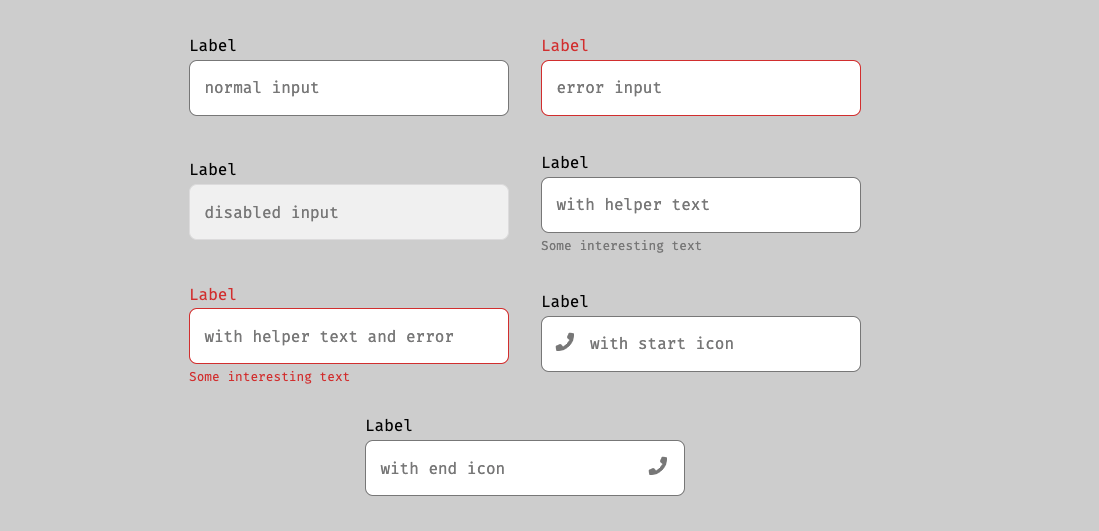 Label
normal input
Label
error input
Label
disabled input
Label
with helper text
Some interesting text
Label
with helper text and error
Some interesting text
Label
with start icon
Label
with end icon